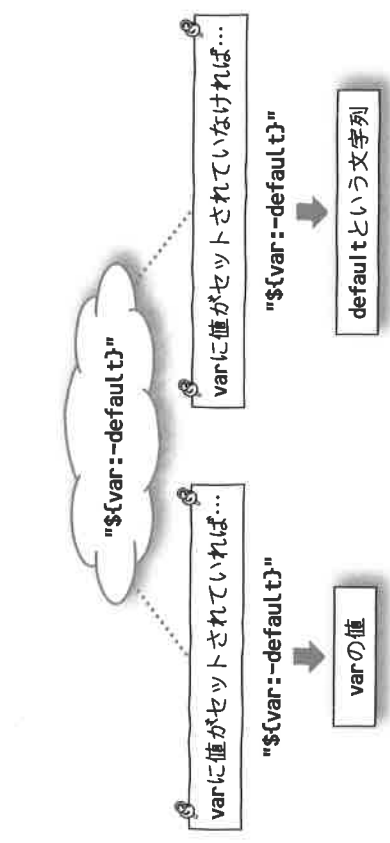 "${var:-default}"
varに値がセットされていれば…
"${var:-default}"
varの値
varに値がセットされていなければ…
"${var:-default}"
defaultという文字列